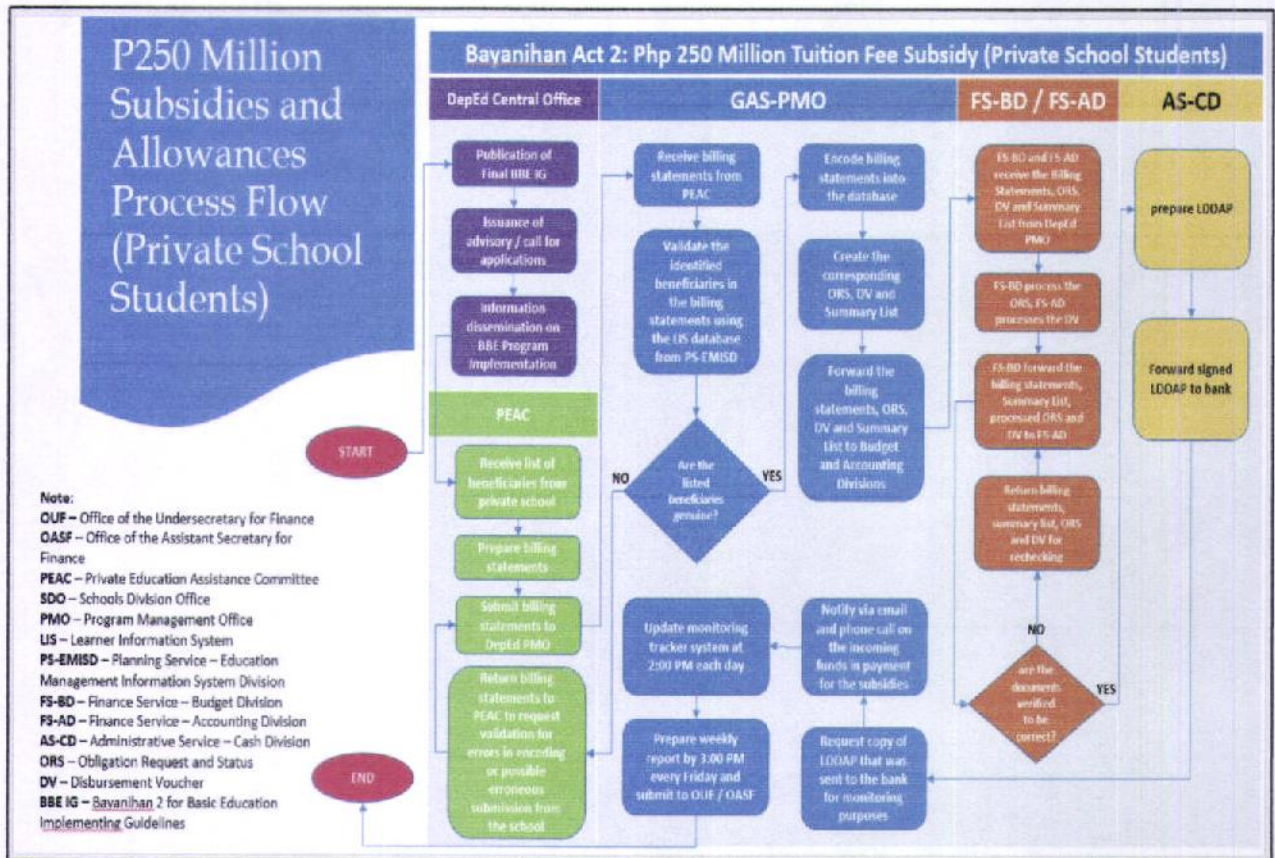 P250 Million
Subsidies and
Allowances
Process Flow
(Private School
Students)
Bayanihan Act 2: Php 250 Million Tuition Fee Subsidy (Private School Students)
DepEd Central Office
GAS-PMO
FS-BD / FS-AD
AS-CD
START
Publication of
Final BBE IG
Issuance of
advisory / call for
applications
Information
dissemination on
BBE Program
Implementation
PEAC
Receive list of
beneficiaries from
private school
Prepare billing
statements
Submit billing
statements to
DepEd PMO
Return billing
statements to
PEAC to request
validation for
errors in encoding
or possible
erroneous
submission from
the school
Receive billing
statements from
PEAC
Validate the
identified
beneficiaries in
the billing
statements using
the LIS database
from PS-EMISD
Are the
listed
beneficiaries
genuine?
NO
YES
Encode billing
statements into
the database
Create the
corresponding
ORS, DV and
Summary List
Forward the
billing
statements, ORS,
DV and Summary
List to Budget
and Accounting
Divisions
FS-BD and FS-AD
receive the Billing
Statements, ORS,
DV and Summary
List from DepEd
PMO
FS-BD process the
ORS, FS-AD
processes the DV
FS-BD forward the
billing statements,
Summary List,
processed ORS and
DV to FS-AD
Return billing
statements,
summary list, ORS
and DV for
rechecking
NO
are the
documents
verified
to be
correct?
YES
prepare LDDAP
Forward signed
LDDAP to bank
Request copy of
LDDAP that was
sent to the bank
for monitoring
purposes
Notify via email
and phone call on
the incoming
funds in payment
for the subsidies
Update monitoring
tracker system at
2:00 PM each day
Prepare weekly
report by 3:00 PM
every Friday and
submit to OUF / OASF
END
Note:
OUF – Office of the Undersecretary for Finance
OASF – Office of the Assistant Secretary for
Finance
PEAC – Private Education Assistance Committee
SDO – Schools Division Office
PMO – Program Management Office
LIS – Learner Information System
PS-EMISD – Planning Service – Education
Management Information System Division
FS-BD – Finance Service – Budget Division
FS-AD – Finance Service – Accounting Division
AS-CD – Administrative Service – Cash Division
ORS – Obligation Request and Status
DV – Disbursement Voucher
BBE IG – Bayanihan 2 for Basic Education
Implementing Guidelines